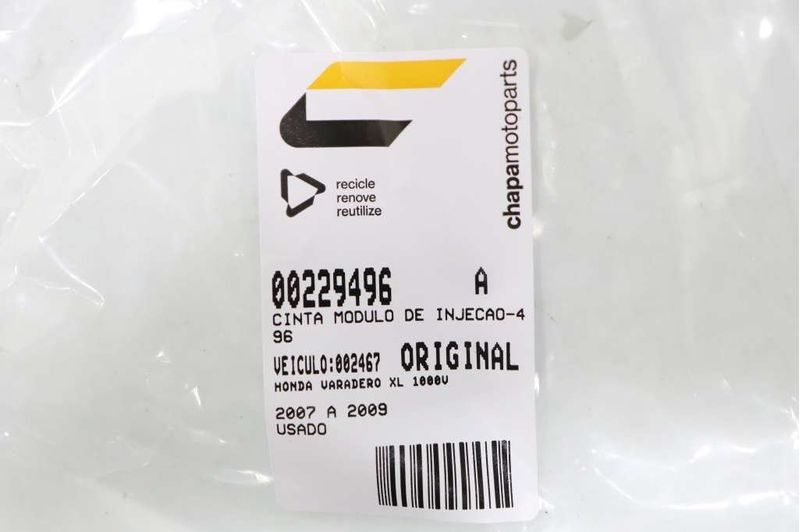 chapamotoparts
recicle
renove
reutilize
00229496 A
CINTA MODULO DE INJECAO-4
96
VEICULO:002467 ORIGINAL
HONDA VARADERO XL 1000V
2007 A 2009
USADO